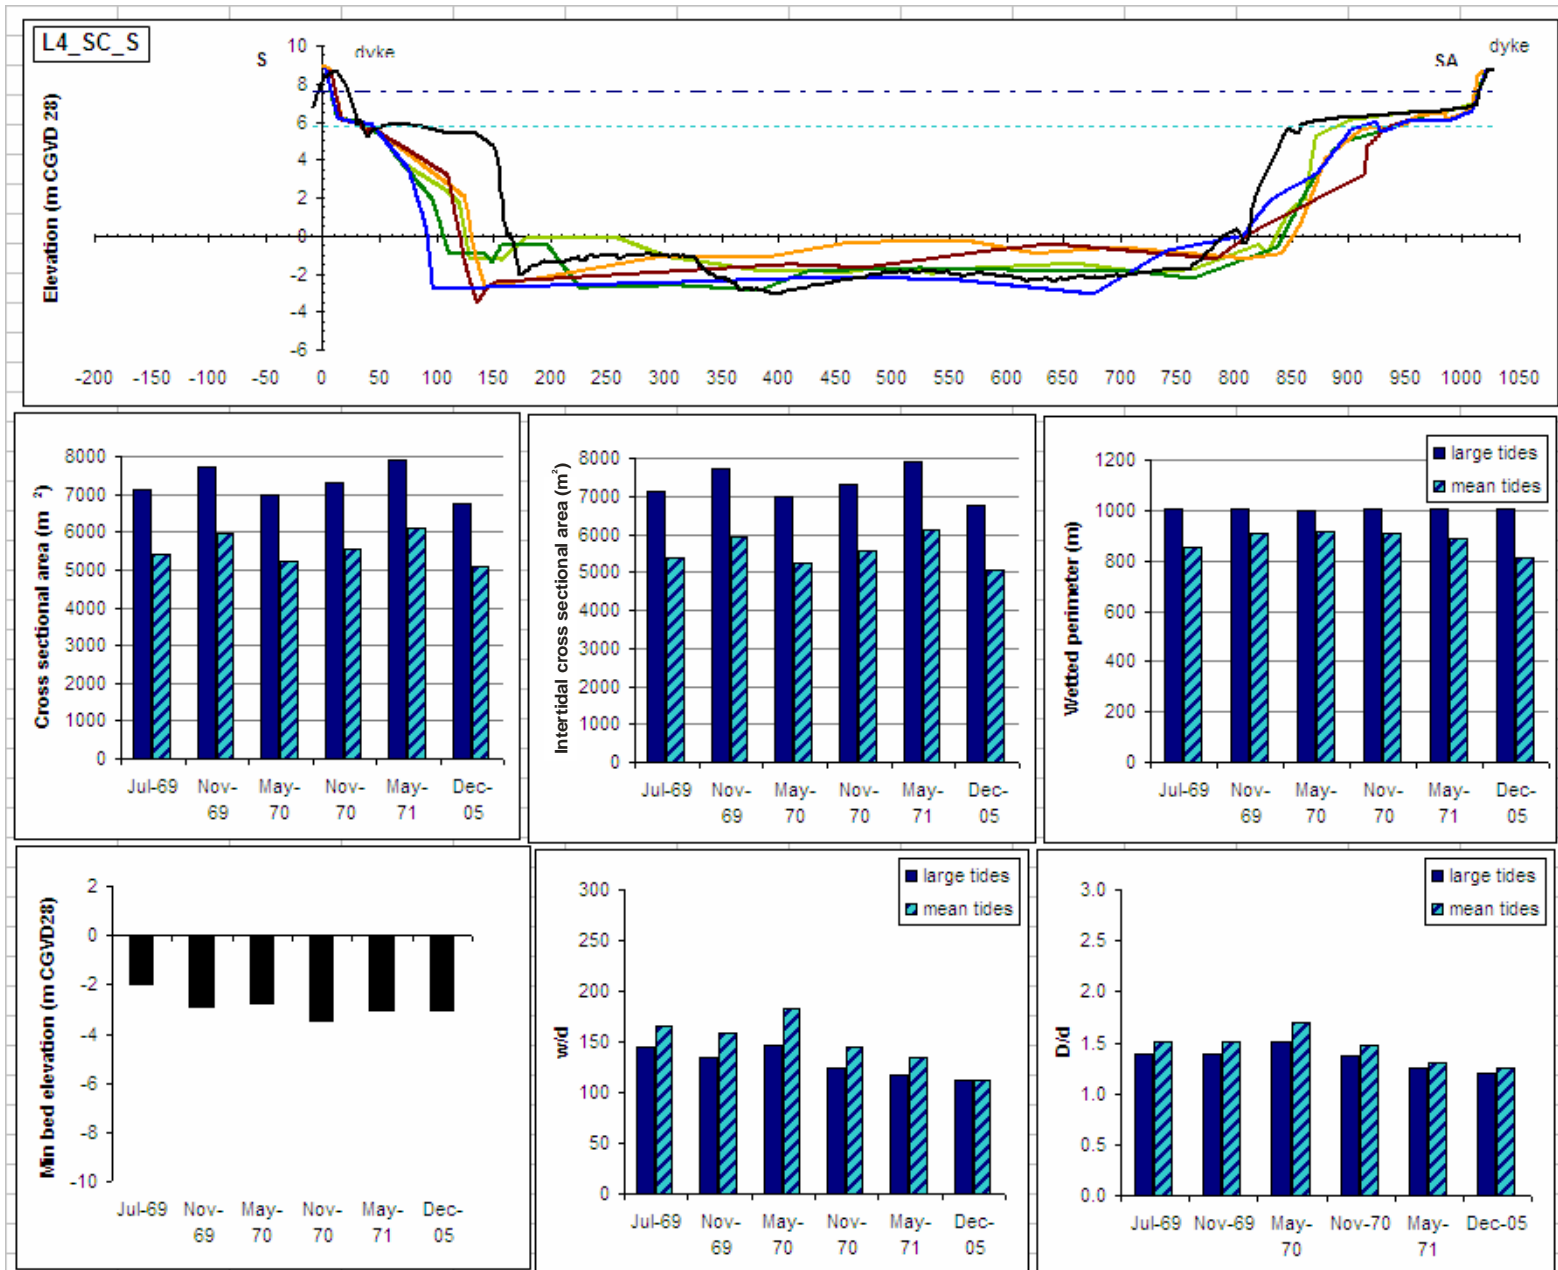 L4_SC_S
S
dyke
SA
dyke
Elevation (m CGVD 28)
10
8
6
4
2
0
-2
-4
-6
-200 -150 -100 -50 0 50 100 150 200 250 300 350 400 450 500 550 600 650 700 750 800 850 900 950 1000 1050
Cross sectional area (m ²)
8000
7000
6000
5000
4000
3000
2000
1000
0
Jul-69 Nov-69 May-70 Nov-70 May-71 Dec-05
Intertidal cross sectional area (m²)
8000
7000
6000
5000
4000
3000
2000
1000
0
Jul-69 Nov-69 May-70 Nov-70 May-71 Dec-05
large tides
mean tides
Wetted perimeter (m)
1200
1000
800
600
400
200
0
Jul-69 Nov-69 May-70 Nov-70 May-71 Dec-05
Min bed elevation (m CGVD28)
2
0
-2
-4
-6
-8
-10
Jul-69 Nov-69 May-70 Nov-70 May-71 Dec-05
large tides
mean tides
w/d
300
250
200
150
100
50
0
Jul-69 Nov-69 May-70 Nov-70 May-71 Dec-05
large tides
mean tides
D/d
3.0
2.5
2.0
1.5
1.0
0.5
0.0
Jul-69 Nov-69 May-70 Nov-70 May-71 Dec-05